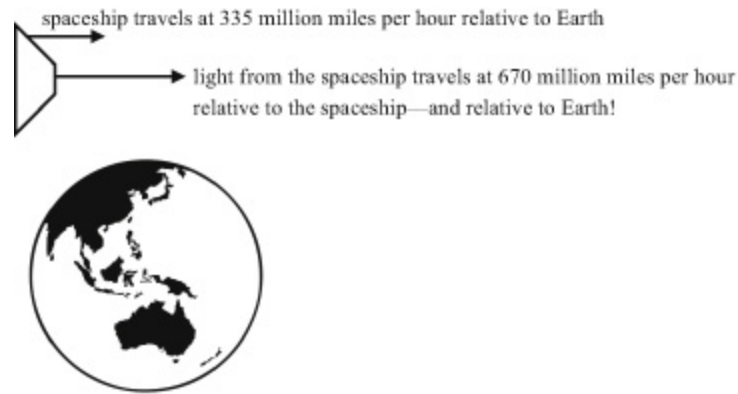 spaceship travels at 335 million miles per hour relative to Earth
light from the spaceship travels at 670 million miles per hour
relative to the spaceship—and relative to Earth!